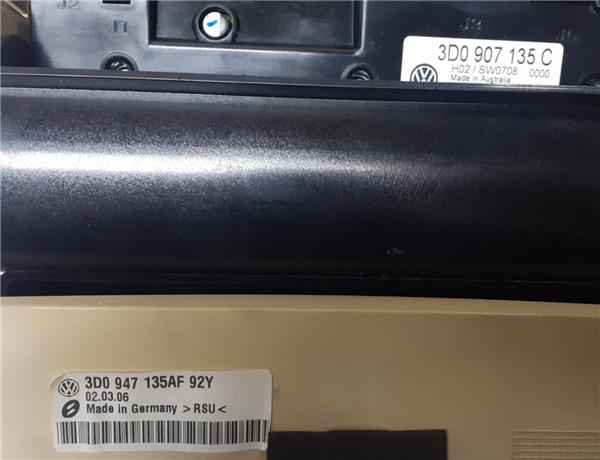 J2
J1
J3
J4
3D0 907 135 C
H02 / SW0708 0000
Made in Australia
3D0 947 135AF 92Y
02.03.06
Made in Germany >RSU<